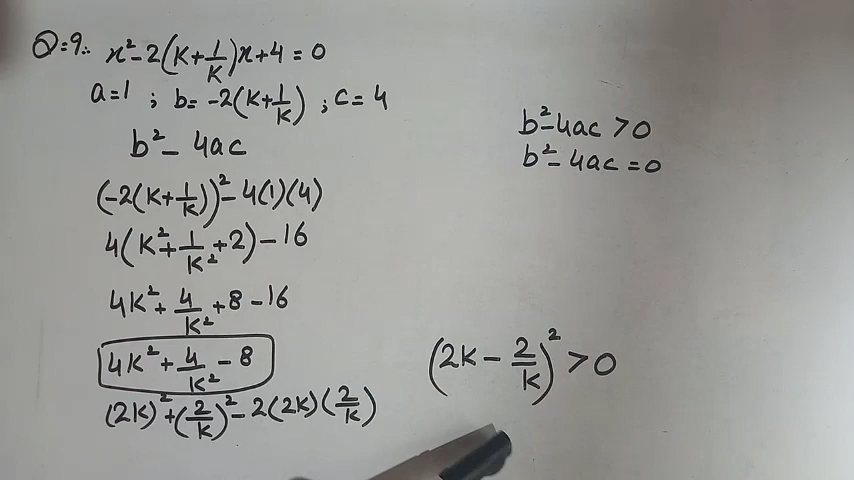 Q:9:. x²-2(K+1/K)x+4=0
a=1 ; b=-2(K+1/K) ; c=4
b²-4ac
(-2(K+1/K))²-4(1)(4)
4(K²+1/K²+2)-16
4K²+4/K²+8-16
4K²+4/K²-8
(2K)²+(2/K)²-2(2K)(2/K)
b²-4ac>0
b²-4ac=0
(2K-2/K)²>0